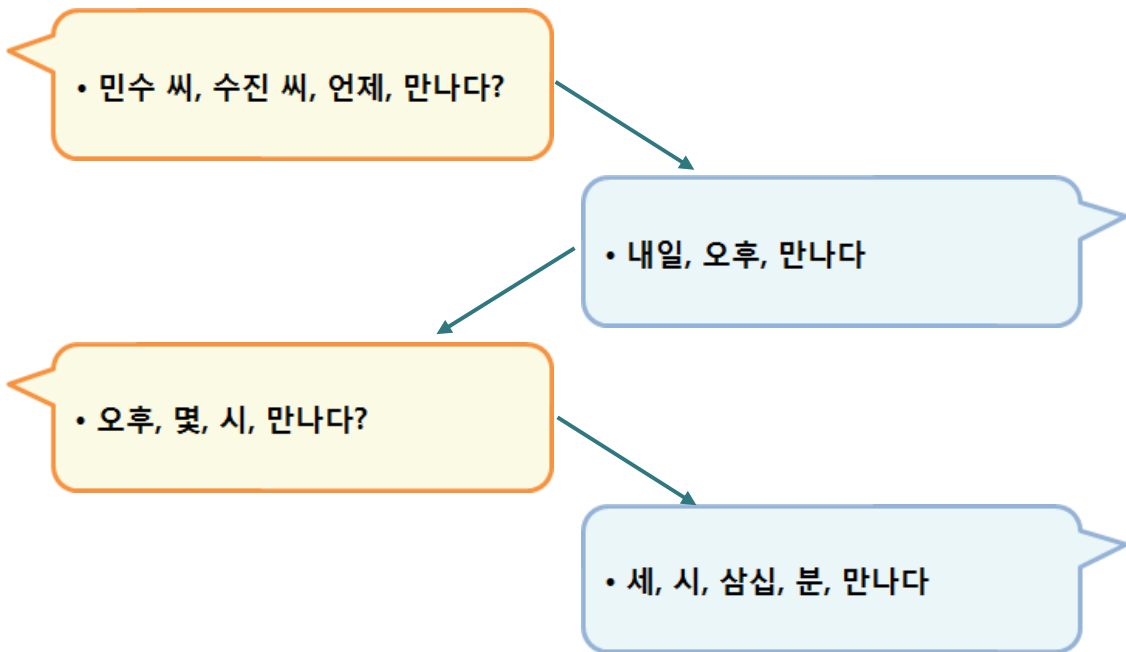 • 민수 씨, 수진 씨, 언제, 만나다?
• 내일, 오후, 만나다
• 오후, 몇, 시, 만나다?
• 세, 시, 삼십, 분, 만나다